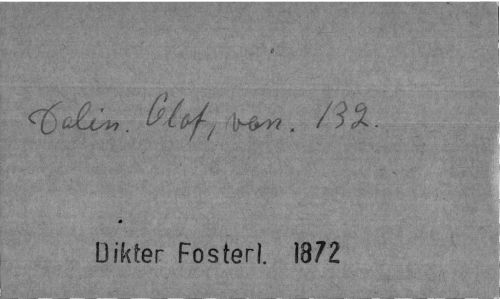 Dalin. Olof, von. 132.
Dikter Fosterl. 1872